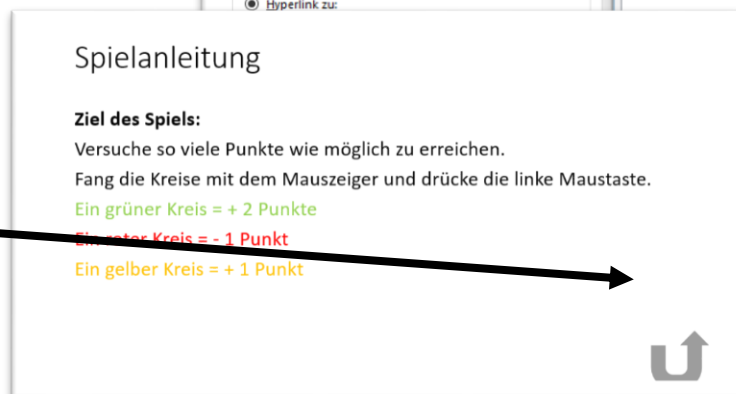 Hyperlink zu:
Spielanleitung
Ziel des Spiels:
Versuche so viele Punkte wie möglich zu erreichen.
Fang die Kreise mit dem Mauszeiger und drücke die linke Maustaste.
Ein grüner Kreis = + 2 Punkte
Ein roter Kreis = - 1 Punkt
Ein gelber Kreis = + 1 Punkt